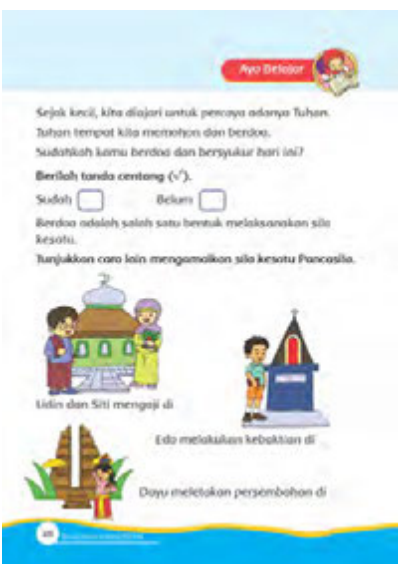 Ayo Belajar
Sejak kecil, kita diajari untuk percaya adanya Tuhan.
Tuhan tempat kita memohon dan berdoa.
Sudahkah kamu berdoa dan bersyukur hari ini?
Berilah tanda centang (√).
Sudah
Belum
Berdoa adalah salah satu bentuk melaksanakan sila
kesatu.
Tunjukkan cara lain mengamalkan sila kesatu Pancasila.
Udin dan Siti mengaji di
Edo melakukan kebaktian di
Dayu meletakan persembahan di